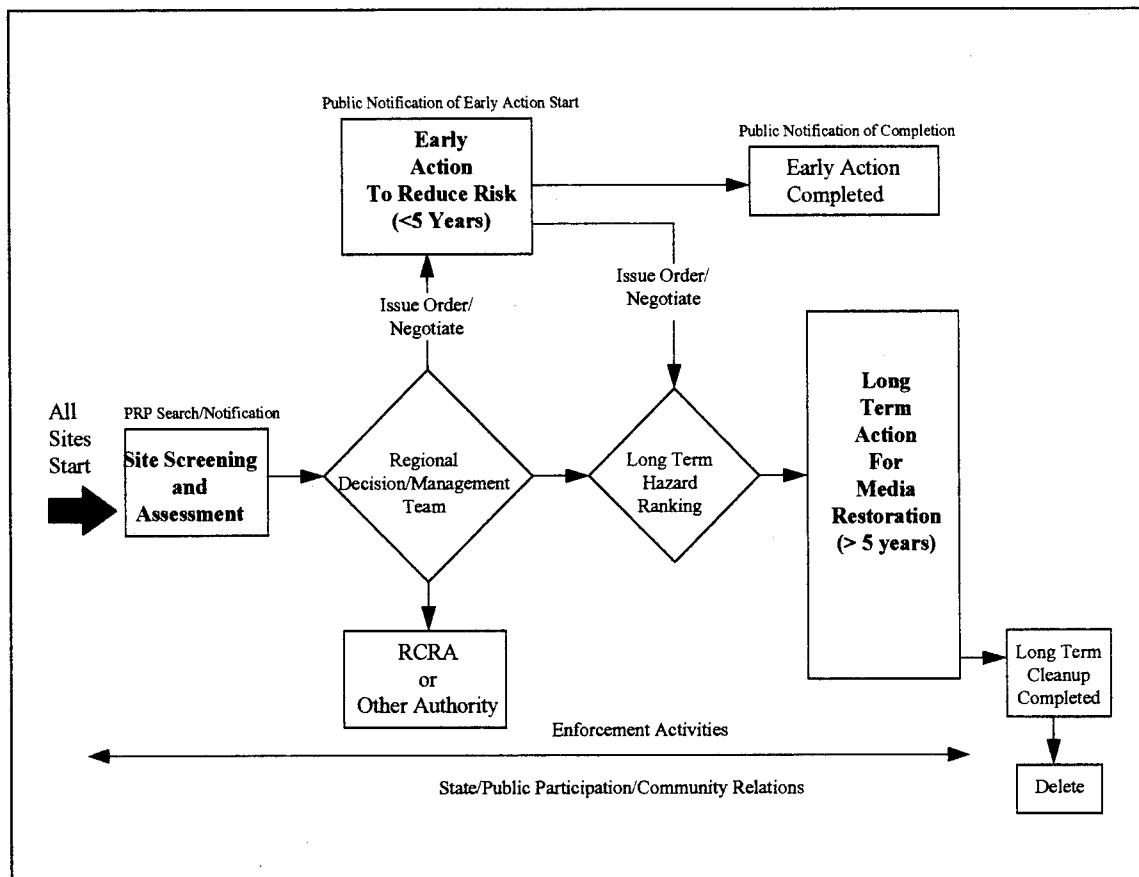 Public Notification of Early Action Start
Early
Action
To Reduce Risk
(<5 Years)
Public Notification of Completion
Early Action
Completed
Issue Order/
Negotiate
Issue Order/
Negotiate
All
Sites
Start
PRP Search/Notification
Site Screening
and
Assessment
Regional
Decision/Management
Team
Long Term
Hazard
Ranking
Long
Term
Action
For
Media
Restoration
(> 5 years)
RCRA
or
Other Authority
Long Term
Cleanup
Completed
Delete
Enforcement Activities
State/Public Participation/Community Relations